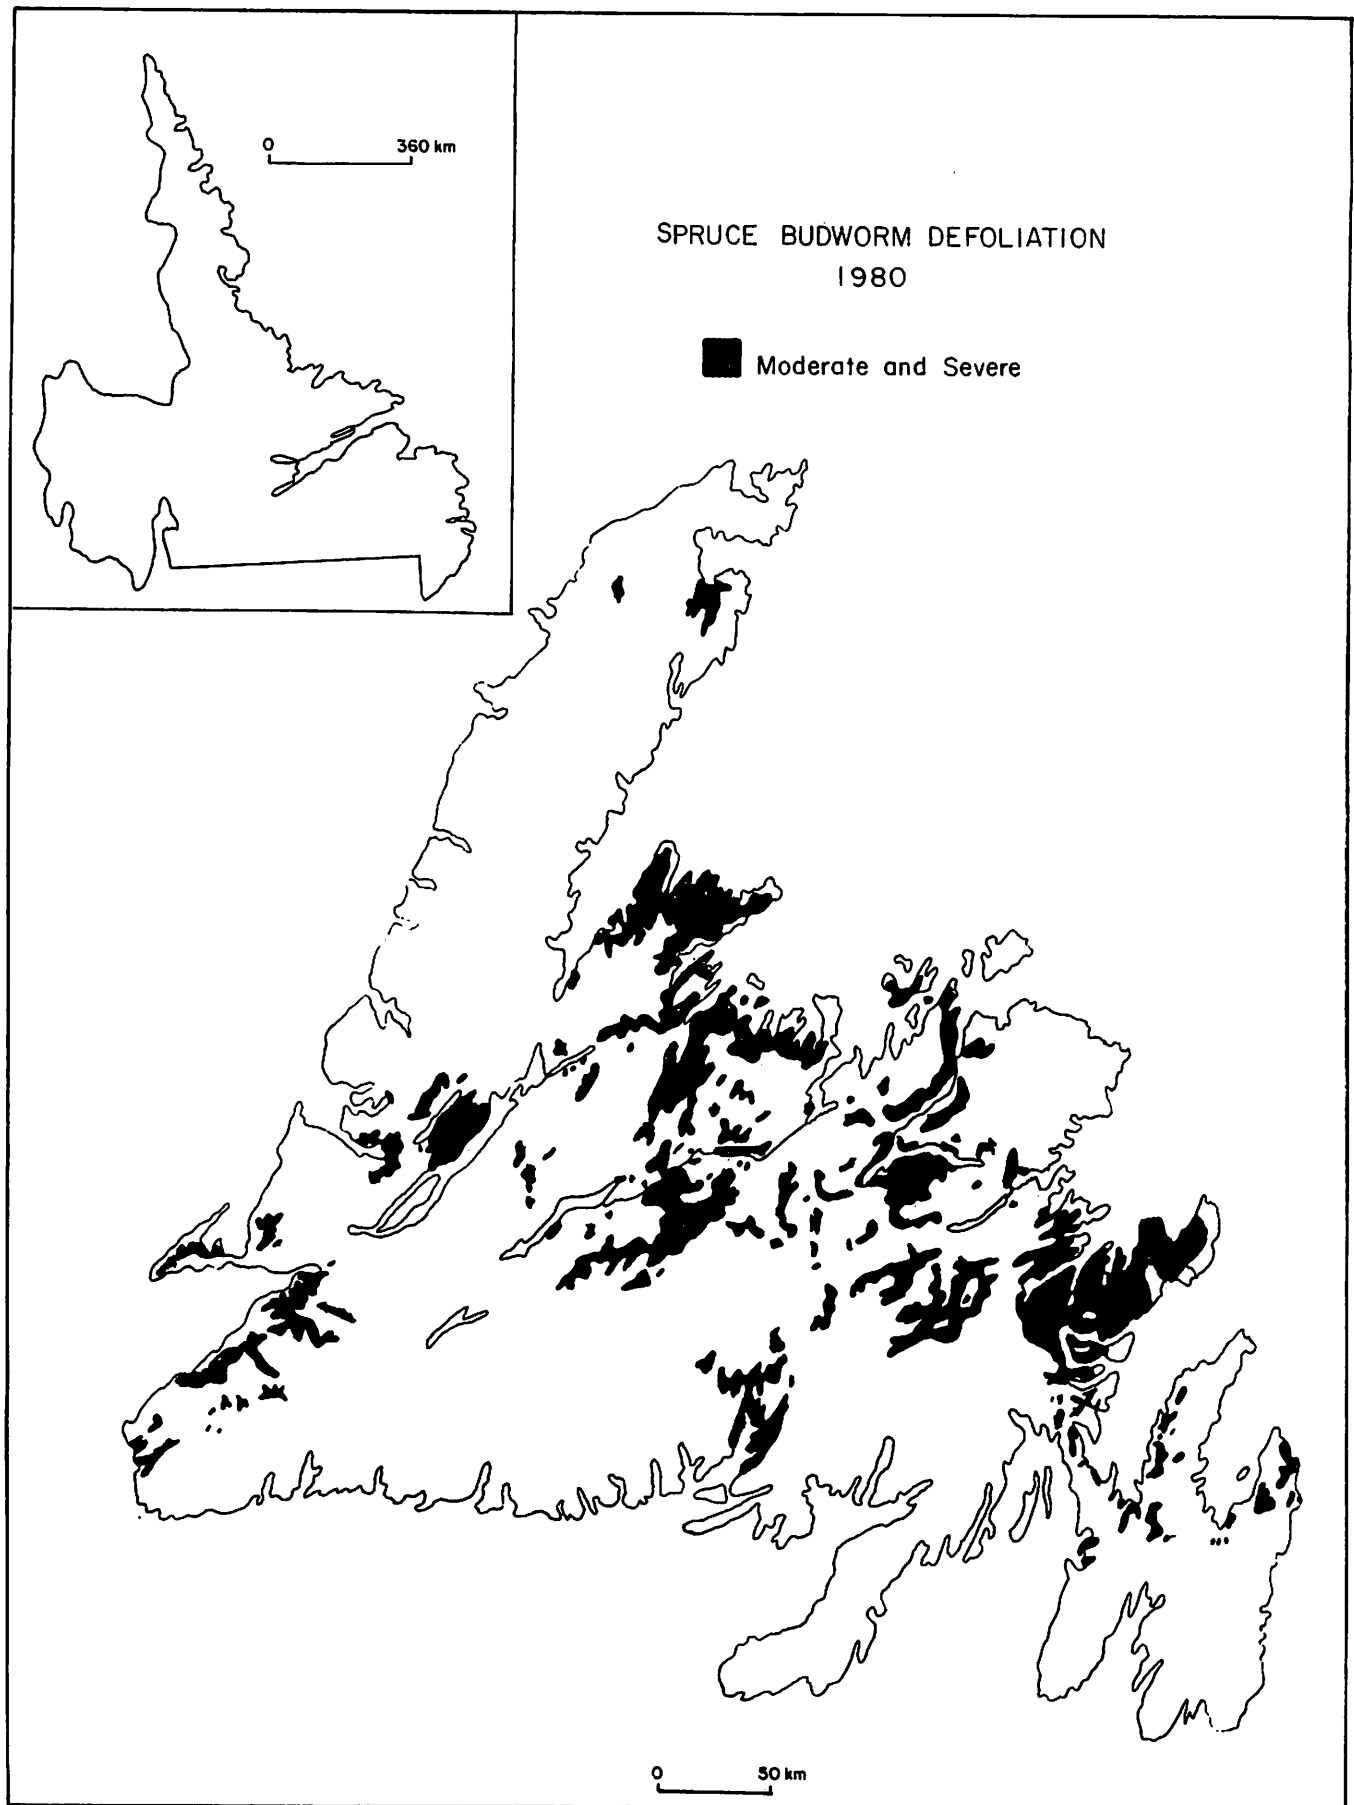 0 360 km
SPRUCE BUDWORM DEFOLIATION
1980
Moderate and Severe
0 50 km